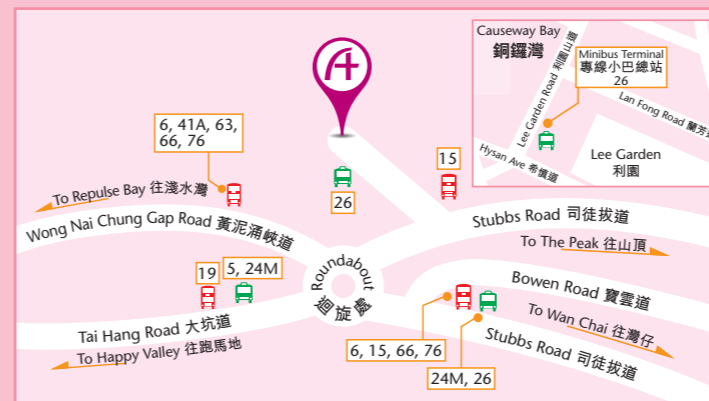 Causeway Bay
銅鑼灣
Minibus Terminal
專線小巴總站
26
Lee Garden Road 利園山道
Lan Fong Road 蘭芳道
Hysan Ave 希慎道
Lee Garden
利園
6, 41A, 63,
66, 76
15
26
To Repulse Bay 往淺水灣
Wong Nai Chung Gap Road 黃泥涌峽道
Stubbs Road 司徒拔道
To The Peak 往山頂
Roundabout
迴旋處
19
5, 24M
Bowen Road 寶雲道
To Wan Chai 往灣仔
Tai Hang Road 大坑道
To Happy Valley 往跑馬地
6, 15, 66, 76
24M, 26
Stubbs Road 司徒拔道